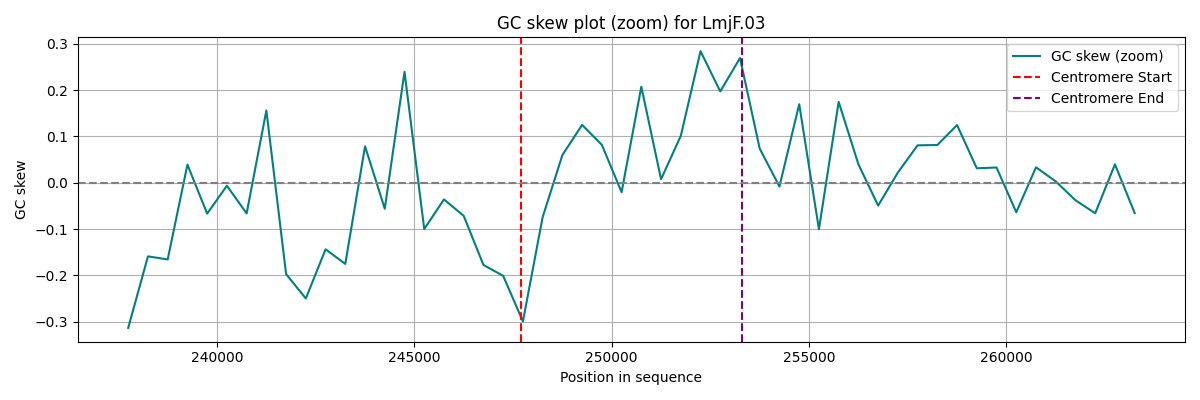 GC skew plot (zoom) for LmjF.03
GC skew
0.3
0.2
0.1
0.0
−0.1
−0.2
−0.3
GC skew (zoom)
Centromere Start
Centromere End
240000 245000 250000 255000 260000
Position in sequence